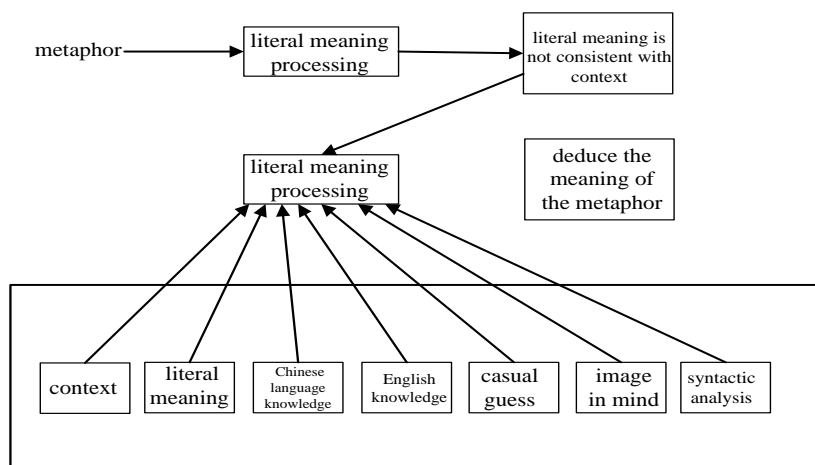 metaphor
literal meaning
processing
literal meaning is
not consistent with
context
literal meaning
processing
deduce the
meaning of
the metaphor
context
literal
meaning
Chinese
language
knowledge
English
knowledge
casual
guess
image
in mind
syntactic
analysis